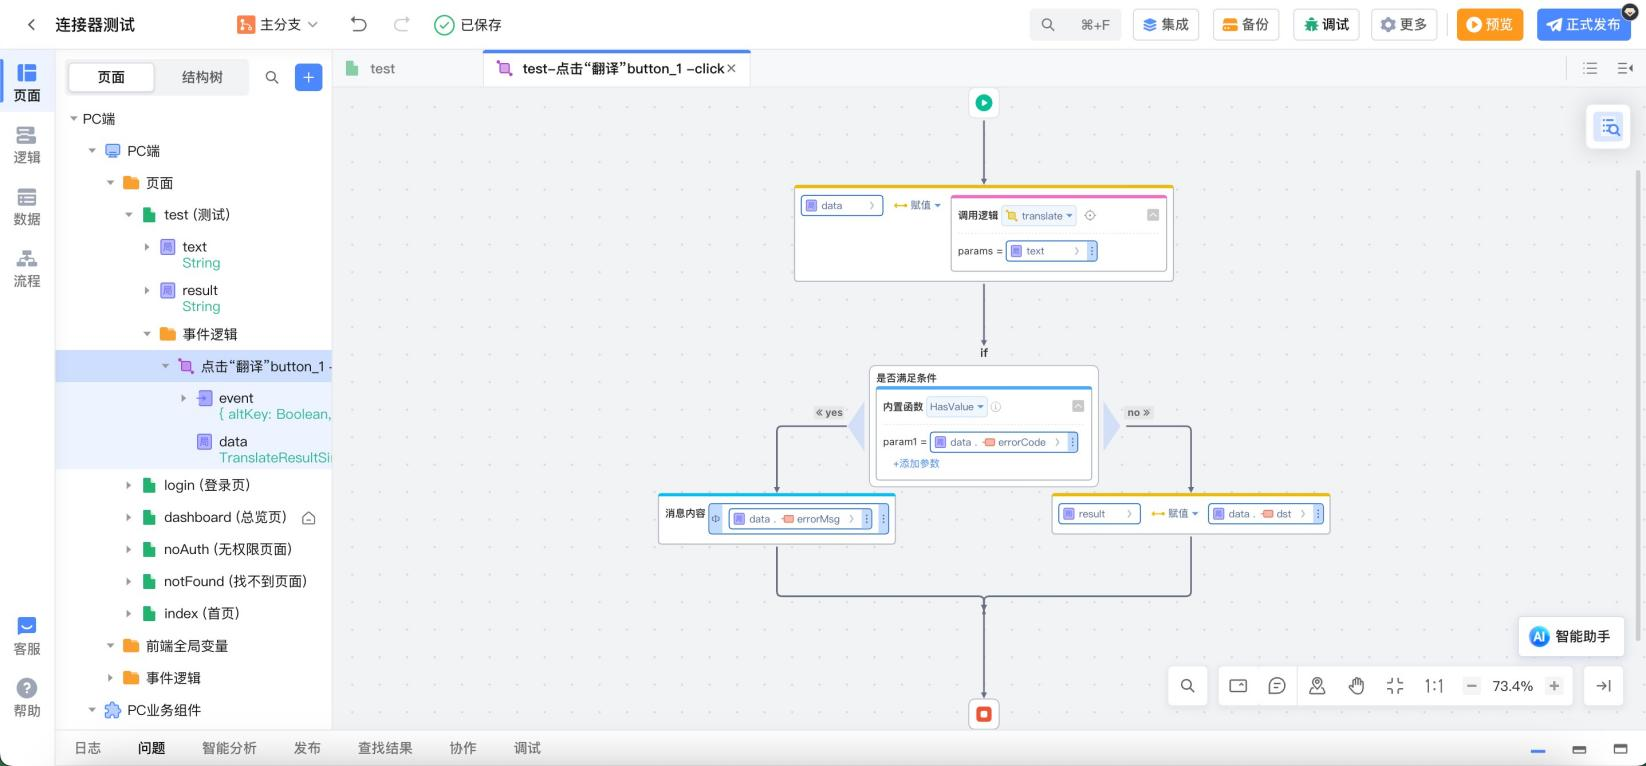 连接器测试
主分支
已保存
⌘+F
集成
备份
调试
更多
预览
正式发布
页面
逻辑
数据
流程
客服
帮助
页面
结构树
PC端
PC端
页面
test (测试)
text
String
result
String
事件逻辑
点击“翻译”button_1 -
event
{ altKey: Boolean,
data
TranslateResultSi
login (登录页)
dashboard (总览页)
noAuth (无权限页面)
notFound (找不到页面)
index (首页)
前端全局变量
事件逻辑
PC业务组件
test
test-点击“翻译”button_1 -click
data
赋值
调用逻辑
translate
params =
text
if
是否满足条件
内置函数
HasValue
param1 =
data . errorCode
+添加参数
« yes
no »
消息内容
data . errorMsg
result
赋值
data . dst
AI 智能助手
1:1
73.4%
日志
问题
智能分析
发布
查找结果
协作
调试